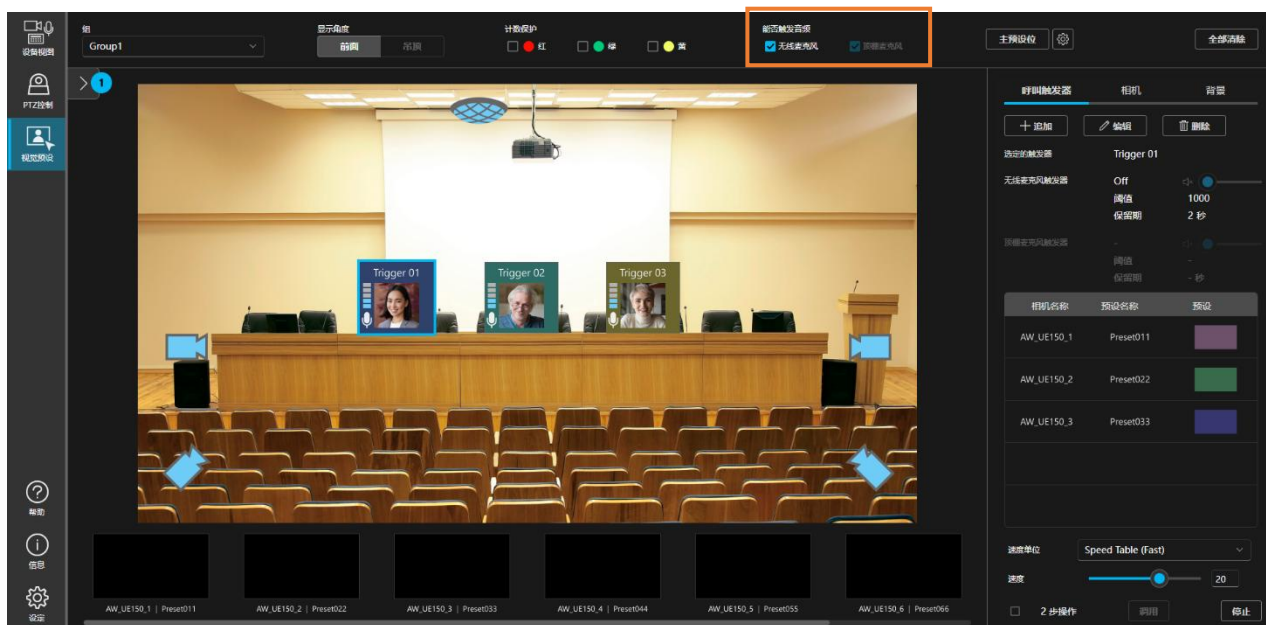 设备视图
PTZ控制
视觉预设
帮助
信息
设定
组
Group1
显示角度
前面
吊顶
计数保护
红
绿
黄
能否触发音频
无线麦克风
顶棚麦克风
主预设位
全部消除
1
Trigger 01
Trigger 02
Trigger 03
AW_UE150_1 | Preset011
AW_UE150_2 | Preset022
AW_UE150_3 | Preset033
AW_UE150_4 | Preset044
AW_UE150_5 | Preset055
AW_UE150_6 | Preset066
呼叫触发器
相机
背景
追加
编辑
删除
选定的触发器 Trigger 01
无线麦克风触发器 Off
阈值 1000
保留期 2 秒
顶棚麦克风触发器 -
阈值 -
保留期 - 秒
相机名称 预设名称 预设
AW_UE150_1 Preset011
AW_UE150_2 Preset022
AW_UE150_3 Preset033
速度单位 Speed Table (Fast)
速度 20
2 步操作 调用 停止